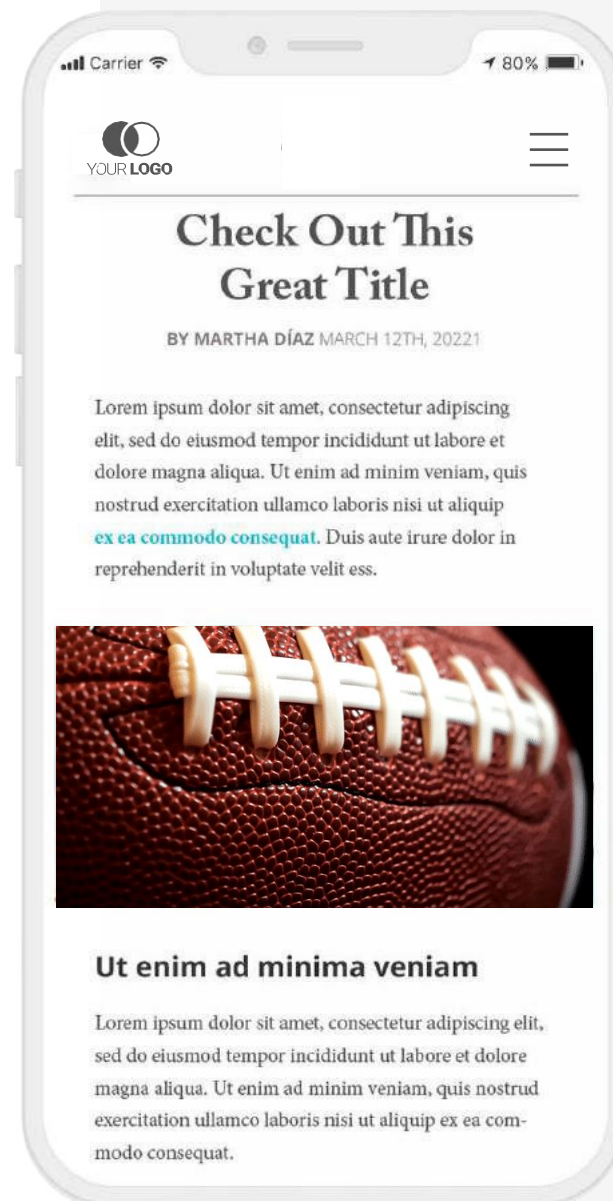 Carrier 80%
YOUR LOGO
Check Out This
Great Title
BY MARTHA DÍAZ MARCH 12TH, 20221
Lorem ipsum dolor sit amet, consectetur adipiscing
elit, sed do eiusmod tempor incididunt ut labore et
dolore magna aliqua. Ut enim ad minim veniam, quis
nostrud exercitation ullamco laboris nisi ut aliquip
ex ea commodo consequat. Duis aute irure dolor in
reprehenderit in voluptate velit ess.
Ut enim ad minima veniam
Lorem ipsum dolor sit amet, consectetur adipiscing elit,
sed do eiusmod tempor incididunt ut labore et dolore
magna aliqua. Ut enim ad minim veniam, quis nostrud
exercitation ullamco laboris nisi ut aliquip ex ea com-
modo consequat.